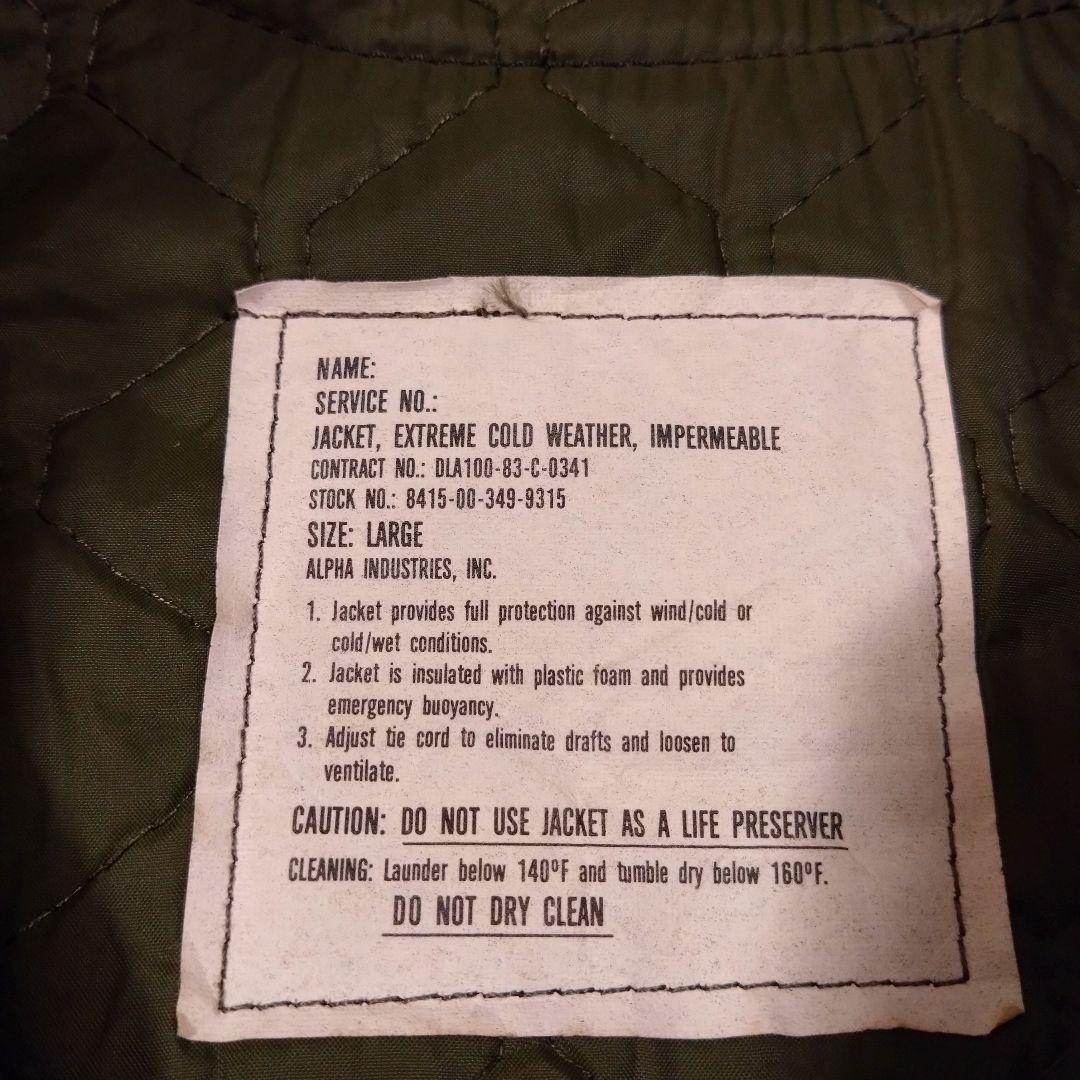 NAME:
SERVICE NO.:
JACKET, EXTREME COLD WEATHER, IMPERMEABLE
CONTRACT NO.: DLA100-83-C-0341
STOCK NO.: 8415-00-349-9315
SIZE: LARGE
ALPHA INDUSTRIES, INC.
1. Jacket provides full protection against wind/cold or
cold/wet conditions.
2. Jacket is insulated with plastic foam and provides
emergency buoyancy.
3. Adjust tie cord to eliminate drafts and loosen to
ventilate.
CAUTION: DO NOT USE JACKET AS A LIFE PRESERVER
CLEANING: Launder below 140ºF and tumble dry below 160ºF.
DO NOT DRY CLEAN